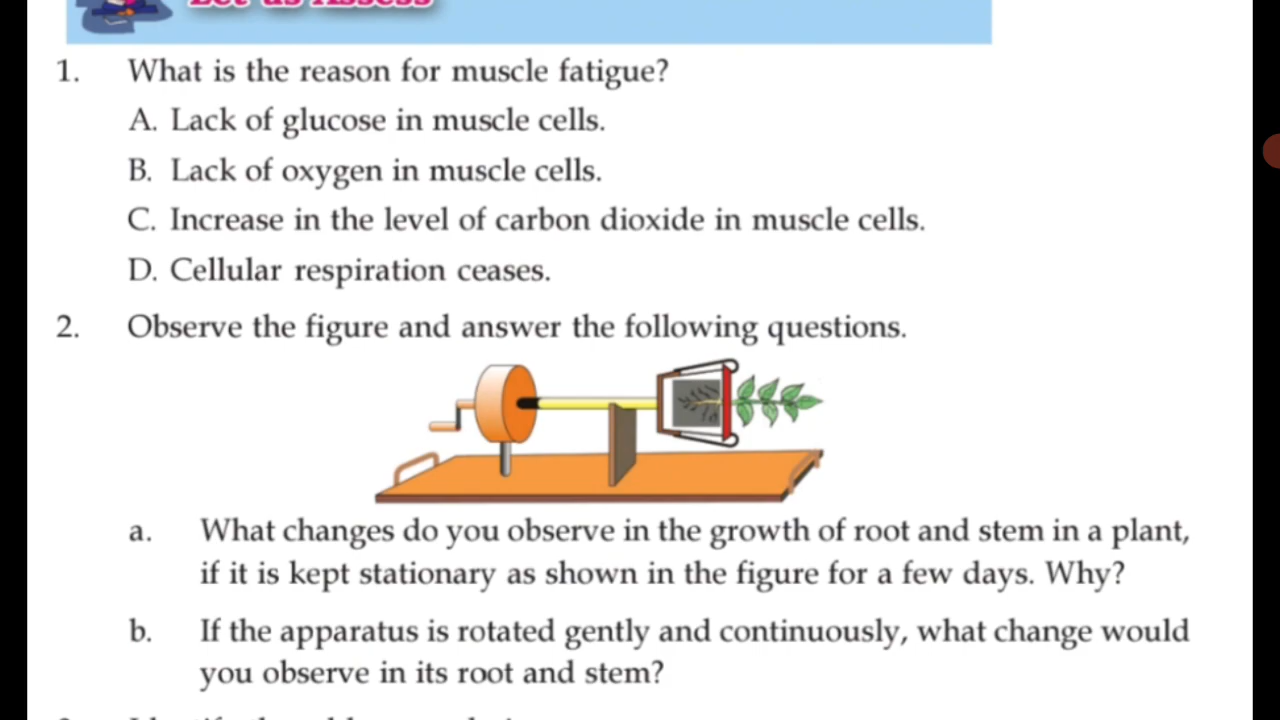 Let us Assess
1. What is the reason for muscle fatigue?
A. Lack of glucose in muscle cells.
B. Lack of oxygen in muscle cells.
C. Increase in the level of carbon dioxide in muscle cells.
D. Cellular respiration ceases.
2. Observe the figure and answer the following questions.
a. What changes do you observe in the growth of root and stem in a plant,
if it is kept stationary as shown in the figure for a few days. Why?
b. If the apparatus is rotated gently and continuously, what change would
you observe in its root and stem?